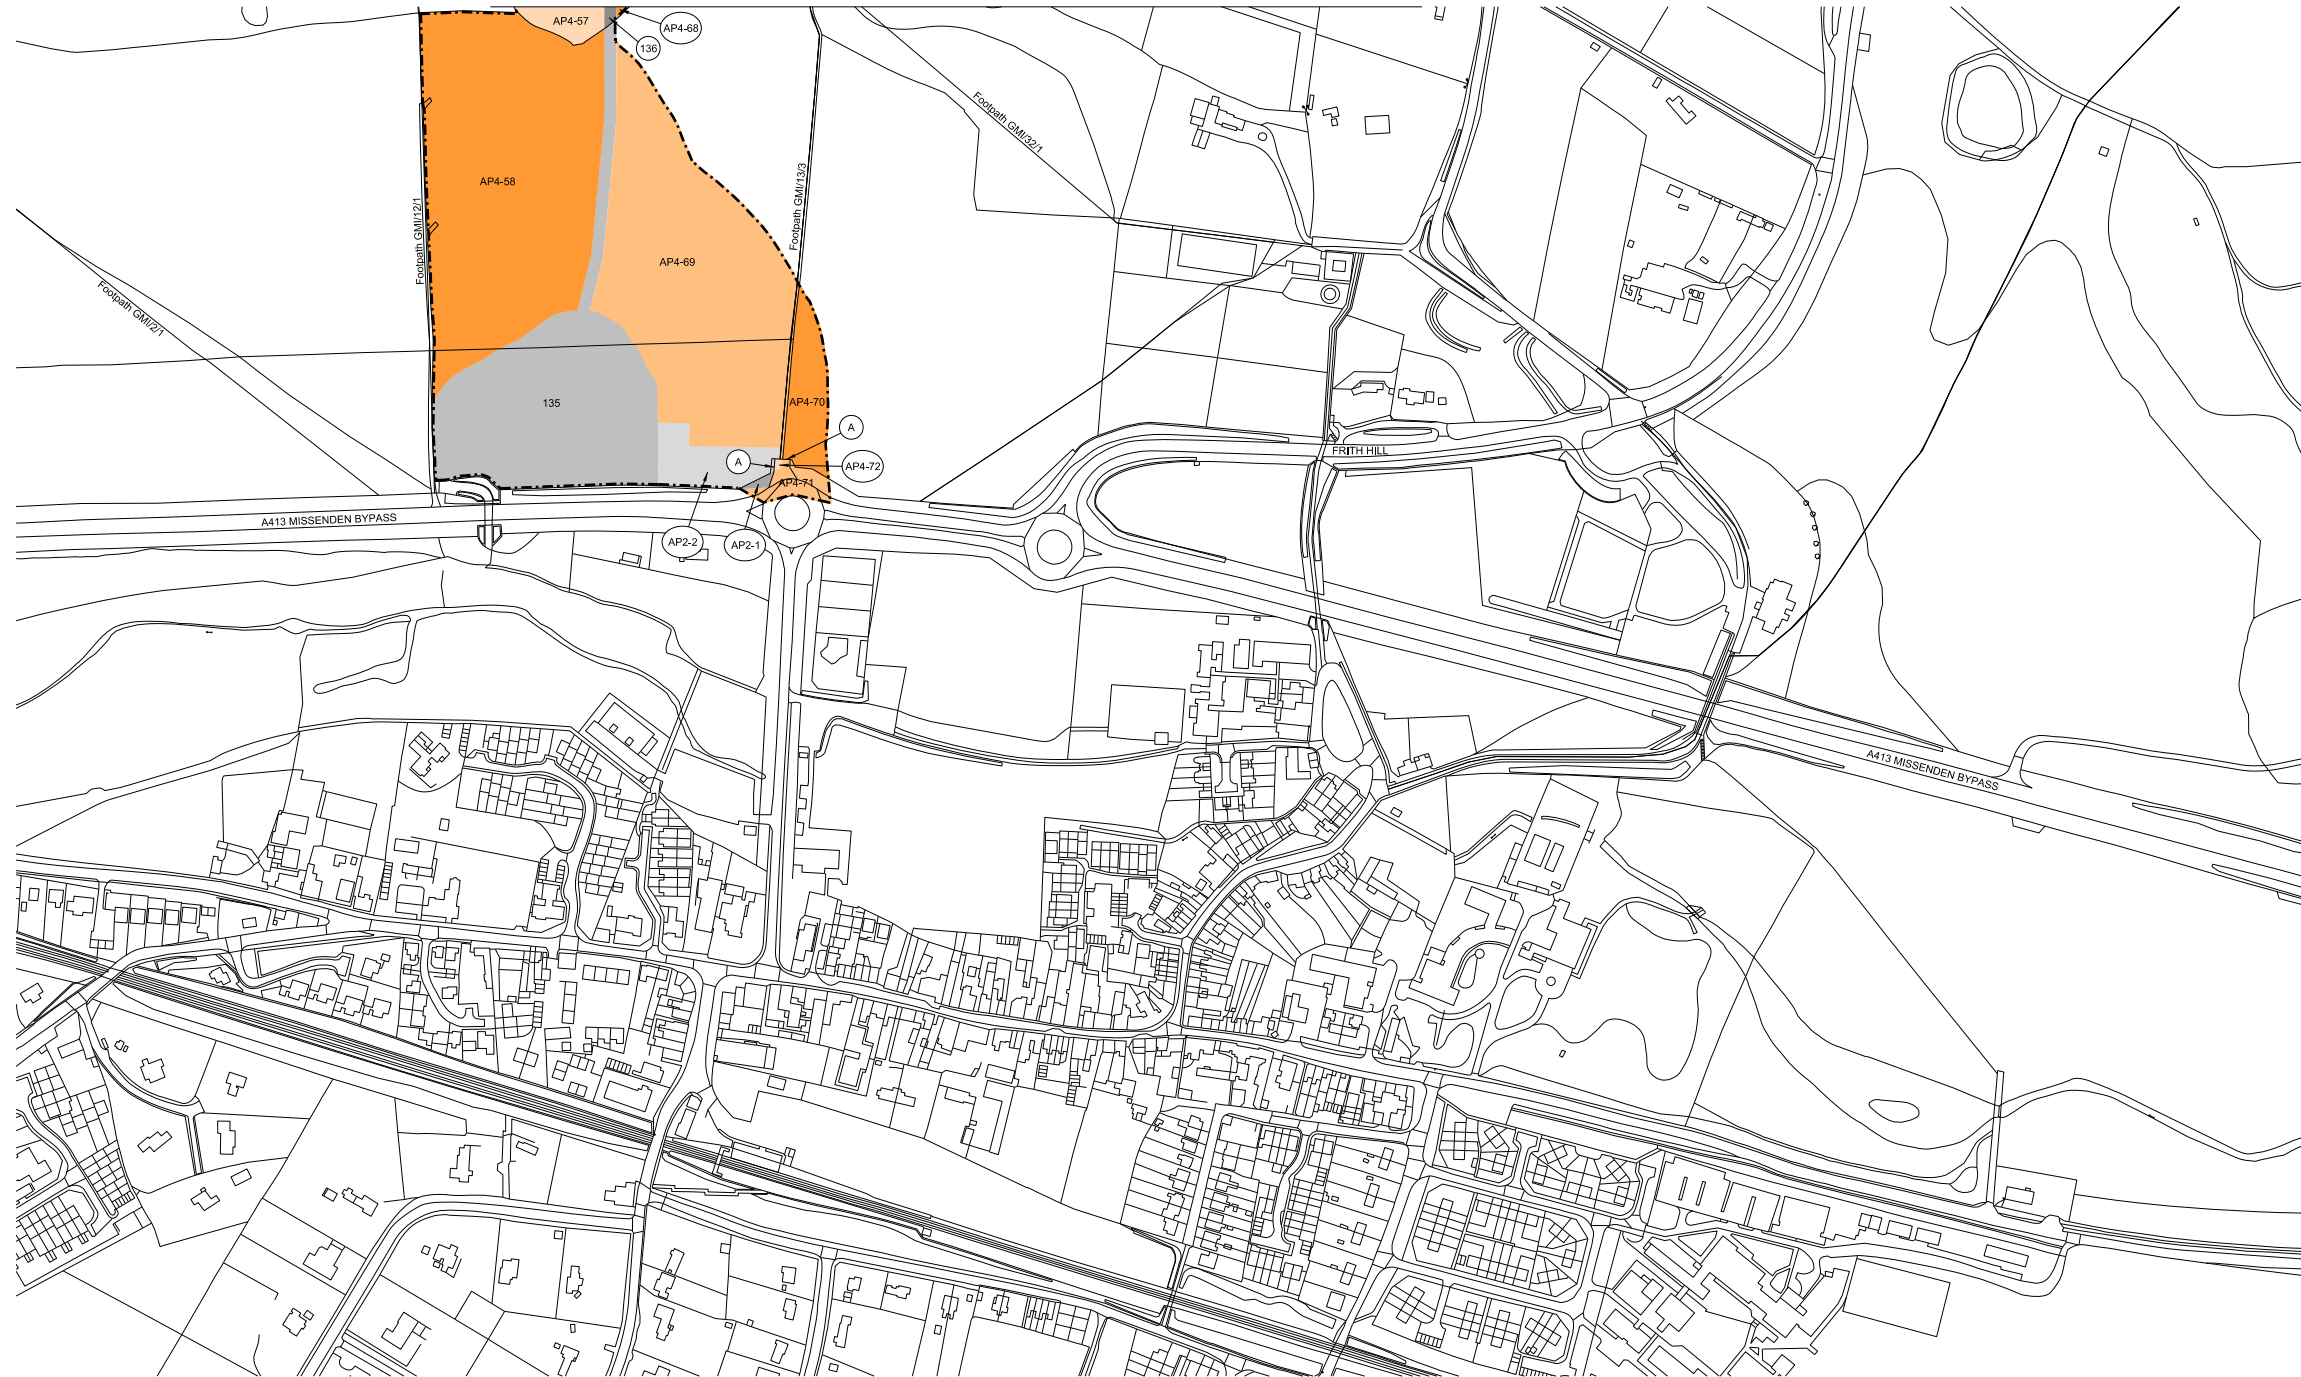 AP4-57
AP4-68
136
Footpath GMI/32/1
AP4-58
Footpath GMI/12/1
Footpath GMI/13/3
AP4-69
Footpath GMI/2/1
135
AP4-70
A
A
AP4-72
FRITH HILL
AP4-71
A413 MISSENDEN BYPASS
AP2-2
AP2-1
A413 MISSENDEN BYPASS